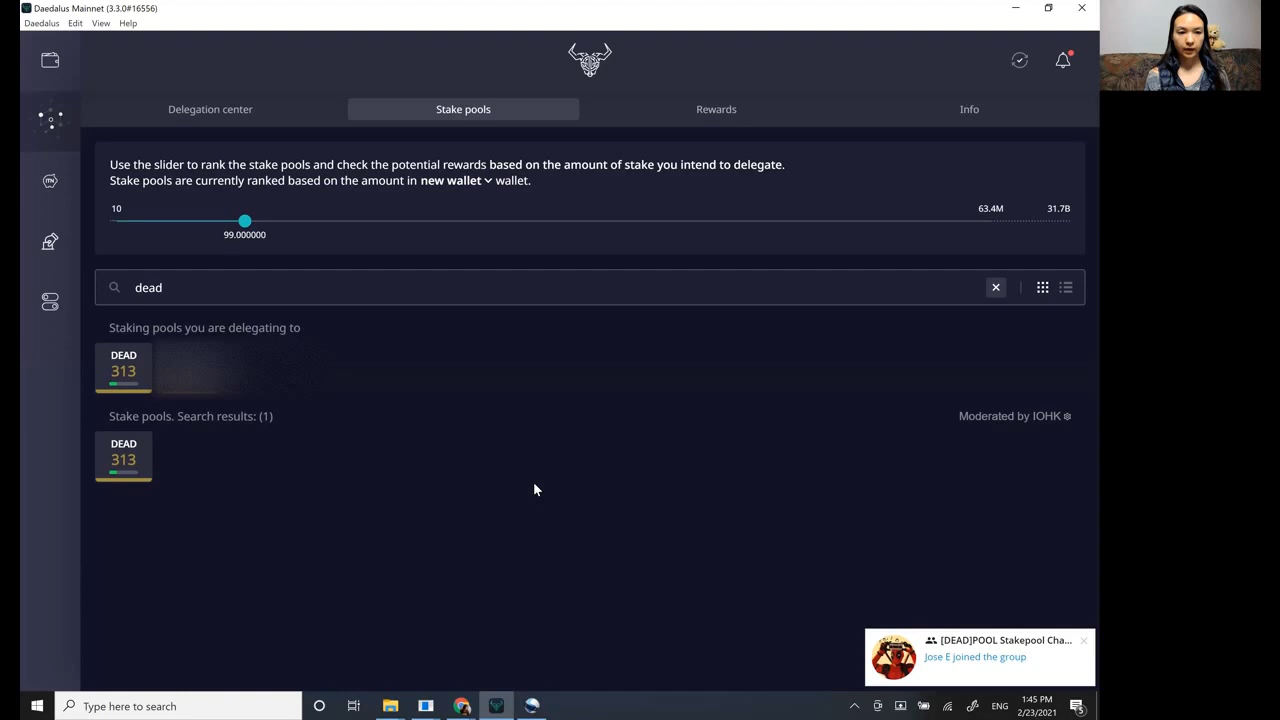 Daedalus Mainnet (3.3.0#16556)
Daedalus Edit View Help
Delegation center
Stake pools
Rewards
Info
Use the slider to rank the stake pools and check the potential rewards based on the amount of stake you intend to delegate.
Stake pools are currently ranked based on the amount in new wallet wallet.
10
63.4M
31.7B
99.000000
dead
Staking pools you are delegating to
DEAD
313
Stake pools. Search results: (1)
Moderated by IOHK
DEAD
313
[DEAD]POOL Stakepool Cha...
Jose E joined the group
Type here to search
ENG
1:45 PM
2/23/2021
5